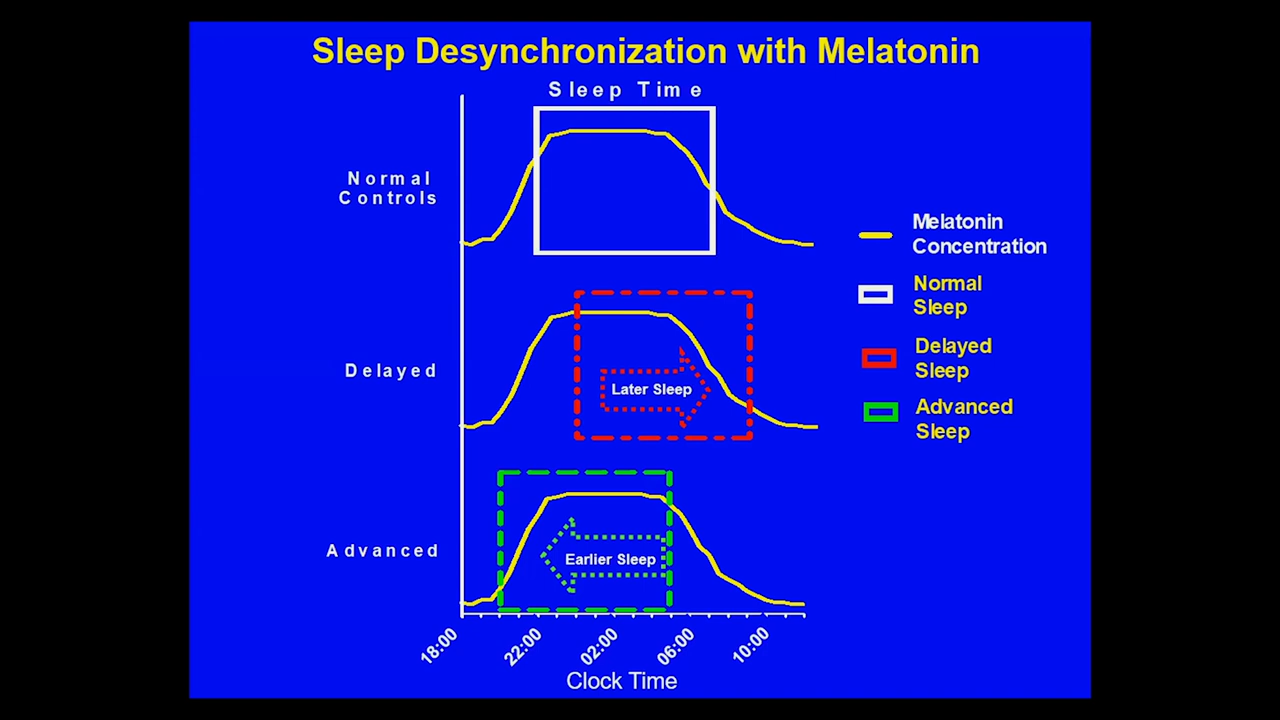 Sleep Desynchronization with Melatonin
Sleep Time
Normal
Controls
Melatonin
Concentration
Normal
Sleep
Delayed
Later Sleep
Delayed
Sleep
Advanced
Sleep
Advanced
Earlier Sleep
18:00
22:00
02:00
06:00
10:00
Clock Time